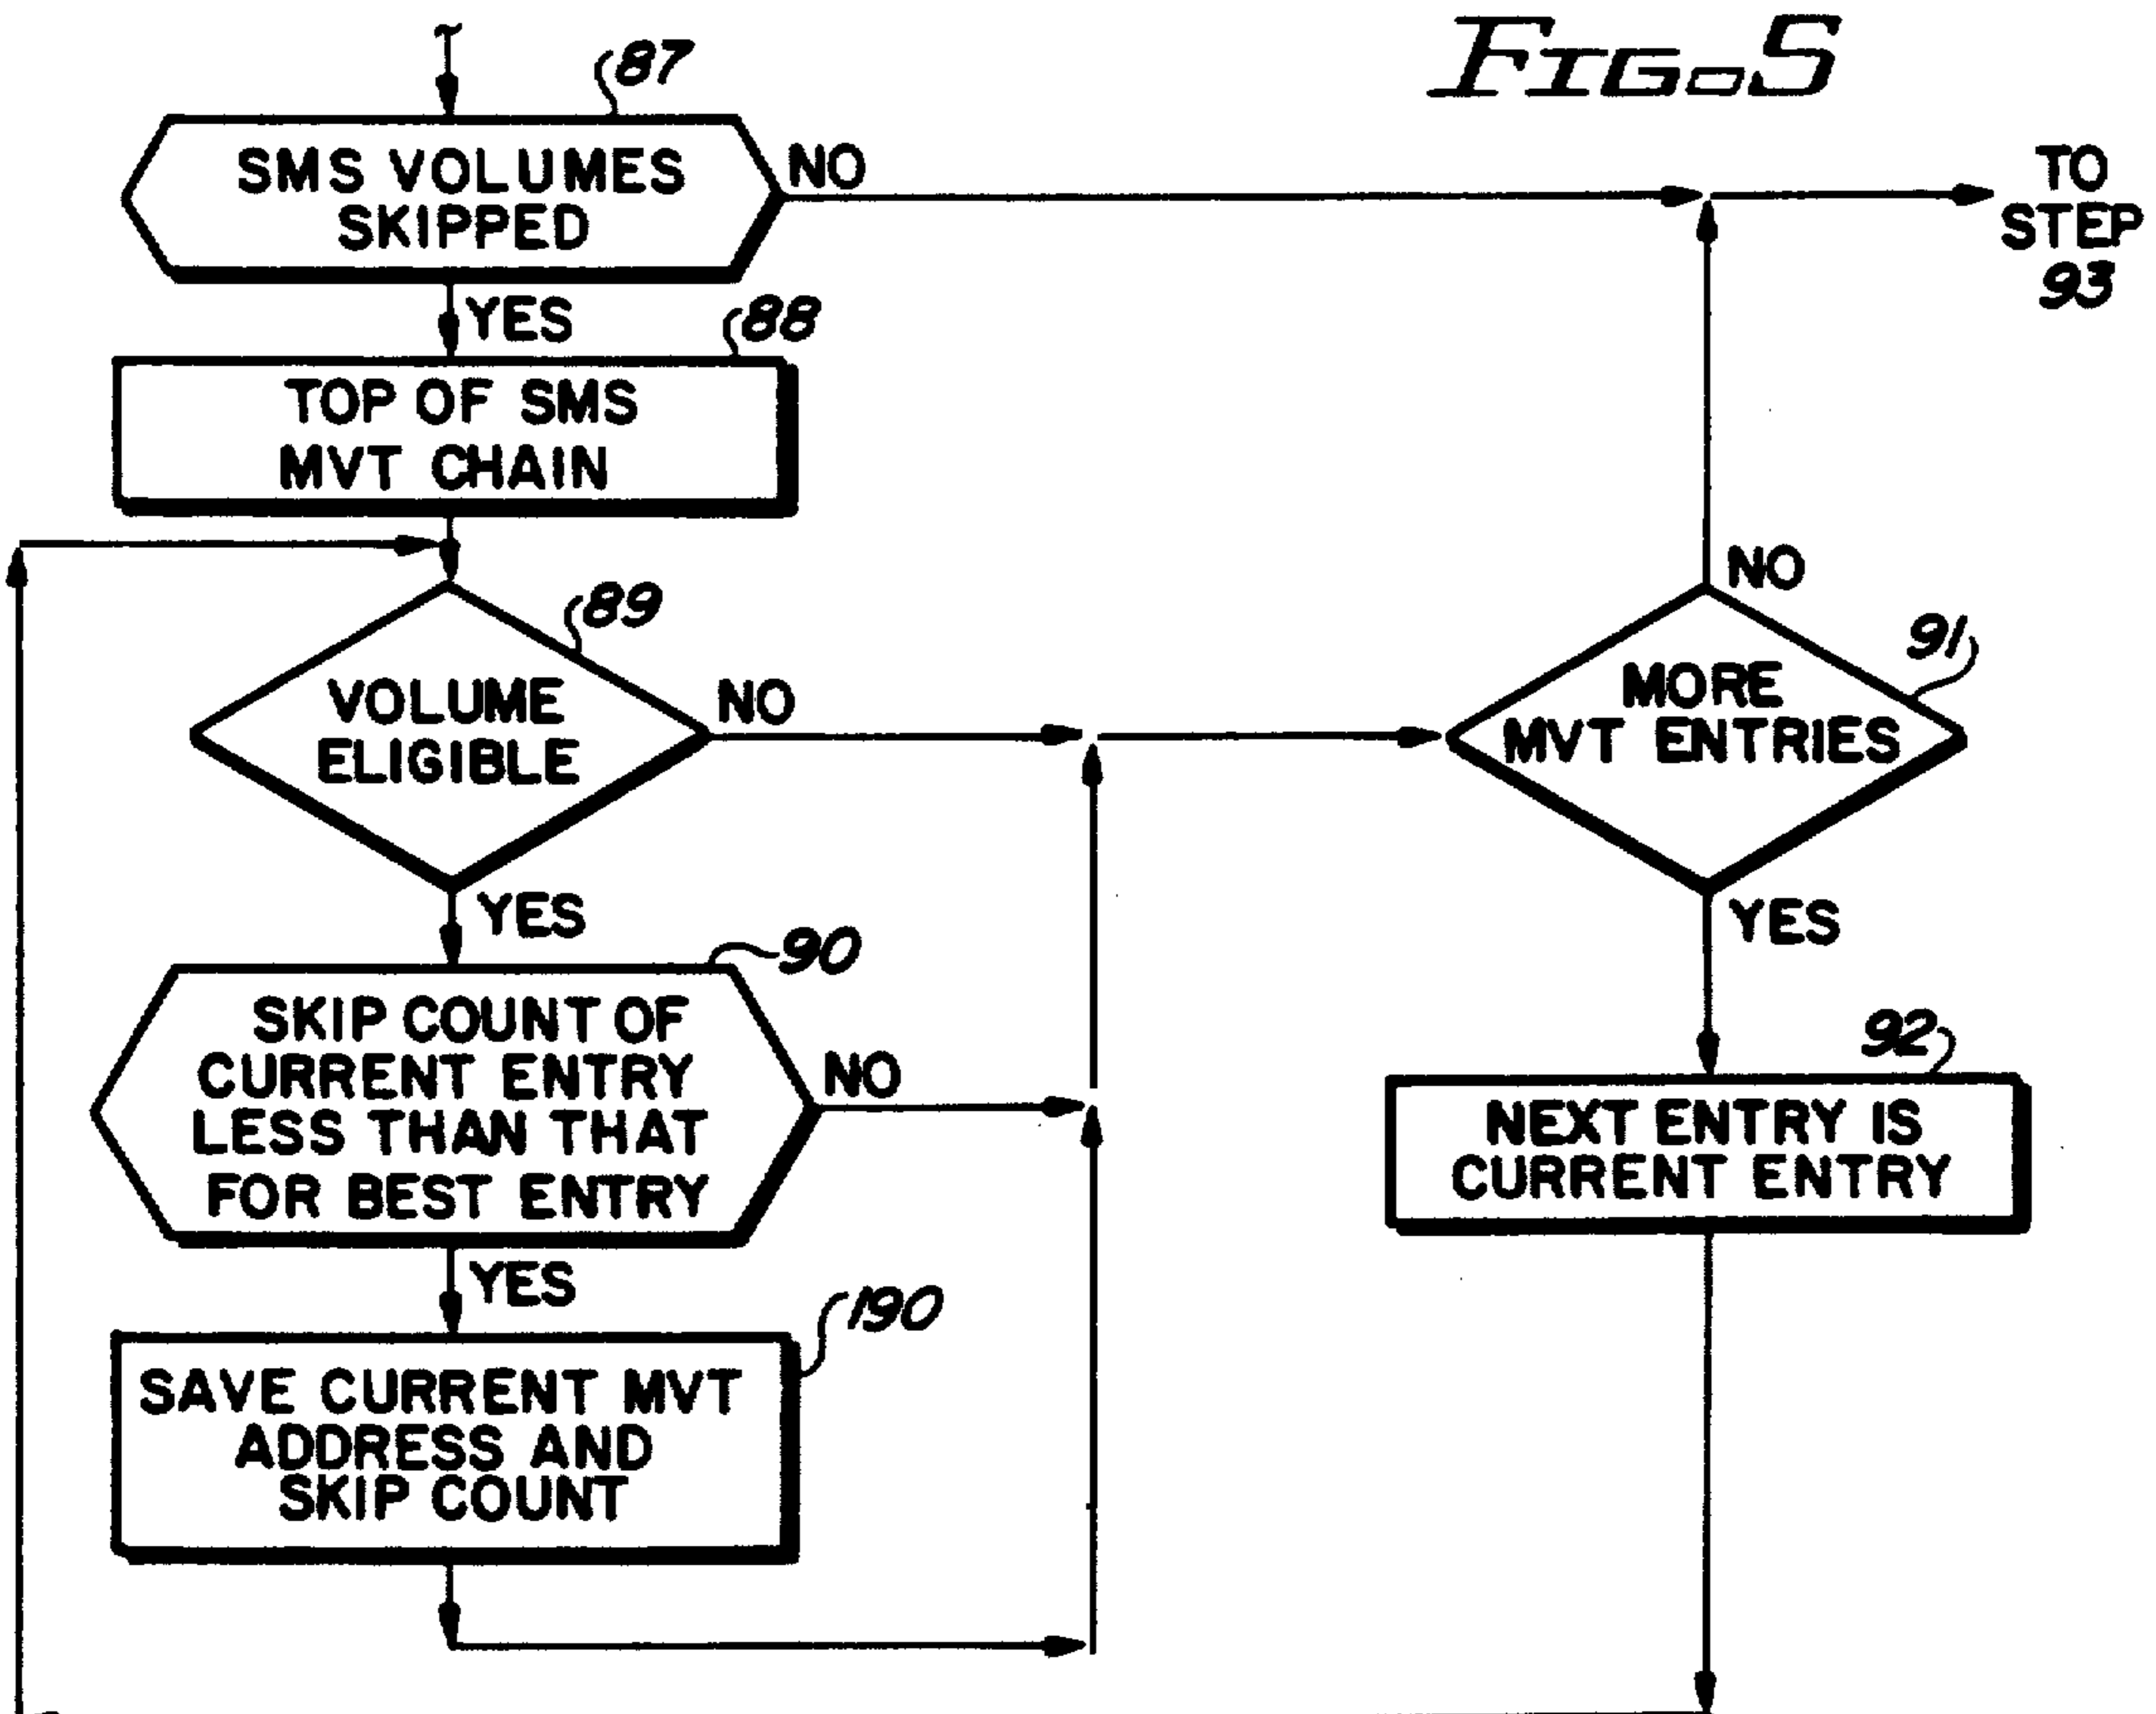 FIG. 5
87
SMS VOLUMES
SKIPPED
NO
TO
STEP
93
YES
88
TOP OF SMS
MVT CHAIN
89
VOLUME
ELIGIBLE
NO
NO
91
MORE
MVT ENTRIES
YES
YES
90
SKIP COUNT OF
CURRENT ENTRY
LESS THAN THAT
FOR BEST ENTRY
NO
92
NEXT ENTRY IS
CURRENT ENTRY
YES
190
SAVE CURRENT MVT
ADDRESS AND
SKIP COUNT